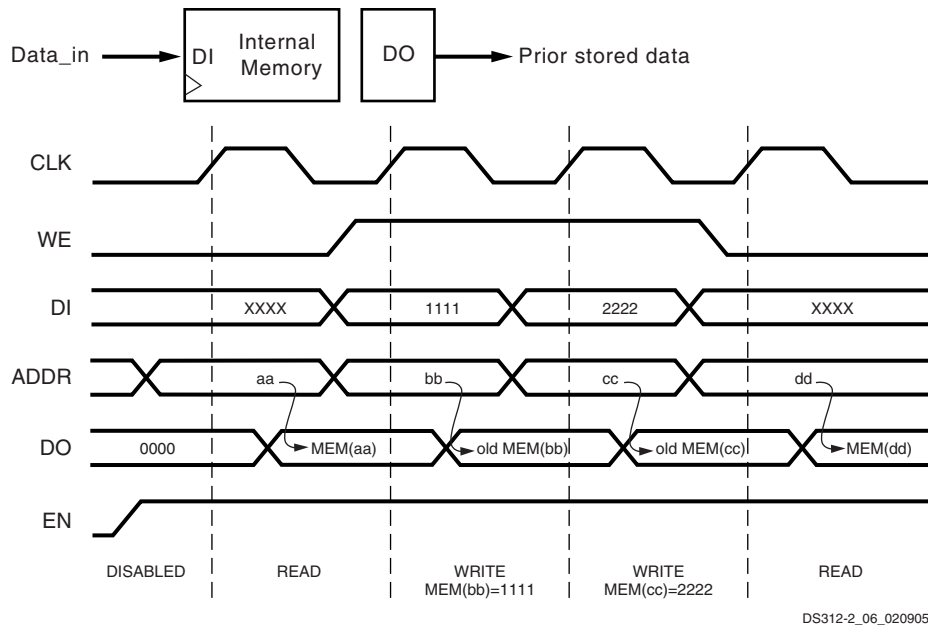 Data_in
DI
Internal
Memory
DO
Prior stored data
CLK
WE
DI
XXXX
1111
2222
XXXX
ADDR
aa
bb
cc
dd
DO
0000
MEM(aa)
old MEM(bb)
old MEM(cc)
MEM(dd)
EN
DISABLED
READ
WRITE
MEM(bb)=1111
WRITE
MEM(cc)=2222
READ
DS312-2_06_020905